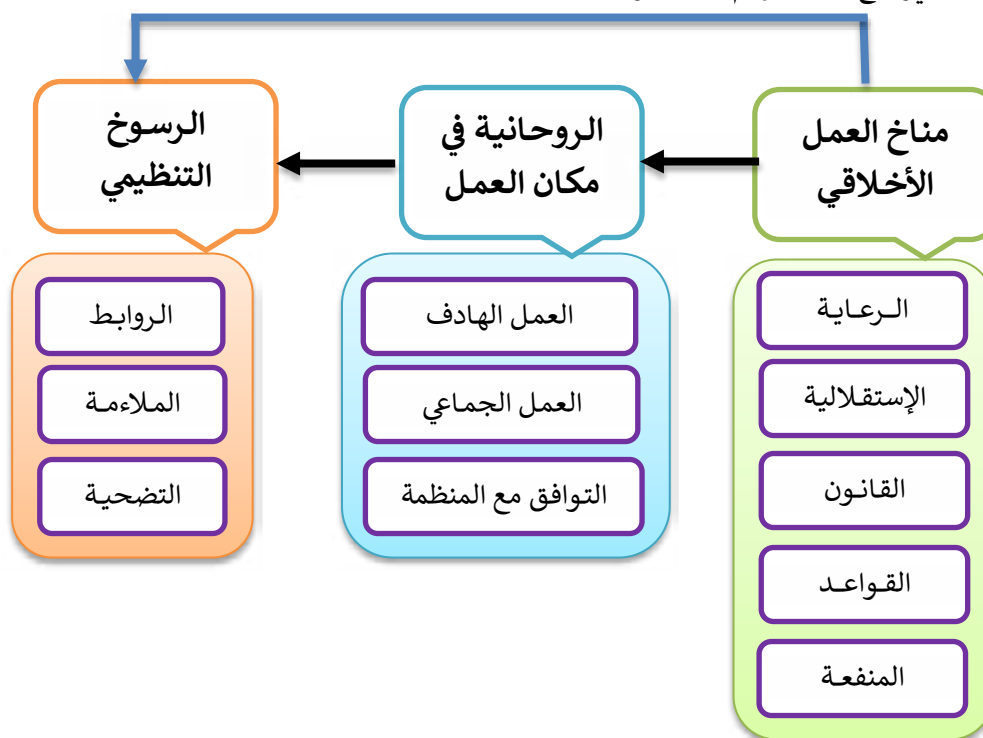 مناخ العمل
الأخلاقي
الرعاية
الإستقلالية
القانون
القواعد
المنفعة
الروحانية في
مكان العمل
العمل الهادف
العمل الجماعي
التوافق مع المنظمة
الرسوخ
التنظيمي
الروابط
الملاءمة
التضحية